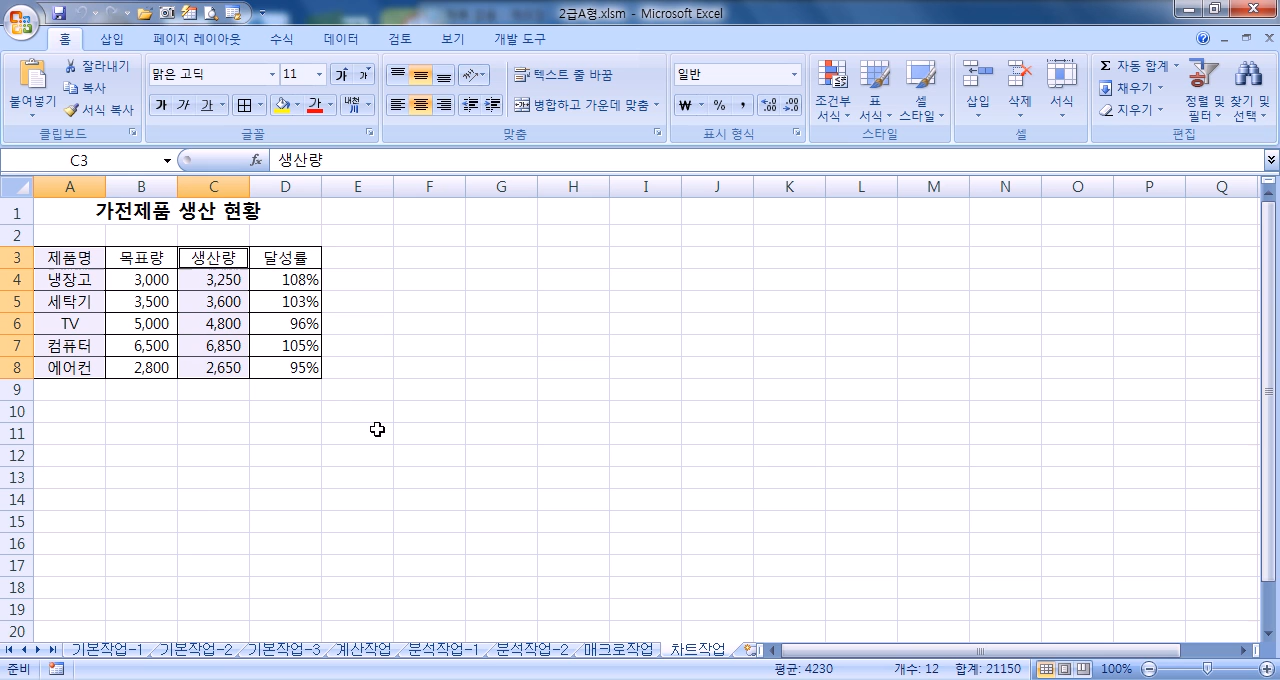 2급A형.xlsm - Microsoft Excel
홈 삽입 페이지 레이아웃 수식 데이터 검토 보기 개발 도구
붙여넣기 잘라내기 복사 서식 복사 클립보드
맑은 고딕 11 가 가 가 가 가 가 내천 글꼴
텍스트 줄 바꿈 병합하고 가운데 맞춤 맞춤
일반 ₩ % , 표시 형식
조건부 서식 표 서식 셀 스타일 스타일
삽입 삭제 서식 셀
Σ 자동 합계 채우기 지우기 정렬 및 필터 찾기 및 선택 편집
C3 fx 생산량
A B C D E F G H I J K L M N O P Q
1 가전제품 생산 현황
2
3 제품명 목표량 생산량 달성률
4 냉장고 3,000 3,250 108%
5 세탁기 3,500 3,600 103%
6 TV 5,000 4,800 96%
7 컴퓨터 6,500 6,850 105%
8 에어컨 2,800 2,650 95%
9
10
11
12
13
14
15
16
17
18
19
20
기본작업-1 기본작업-2 기본작업-3 계산작업 분석작업-1 분석작업-2 매크로작업 차트작업
준비 평균: 4230 개수: 12 합계: 21150 100%